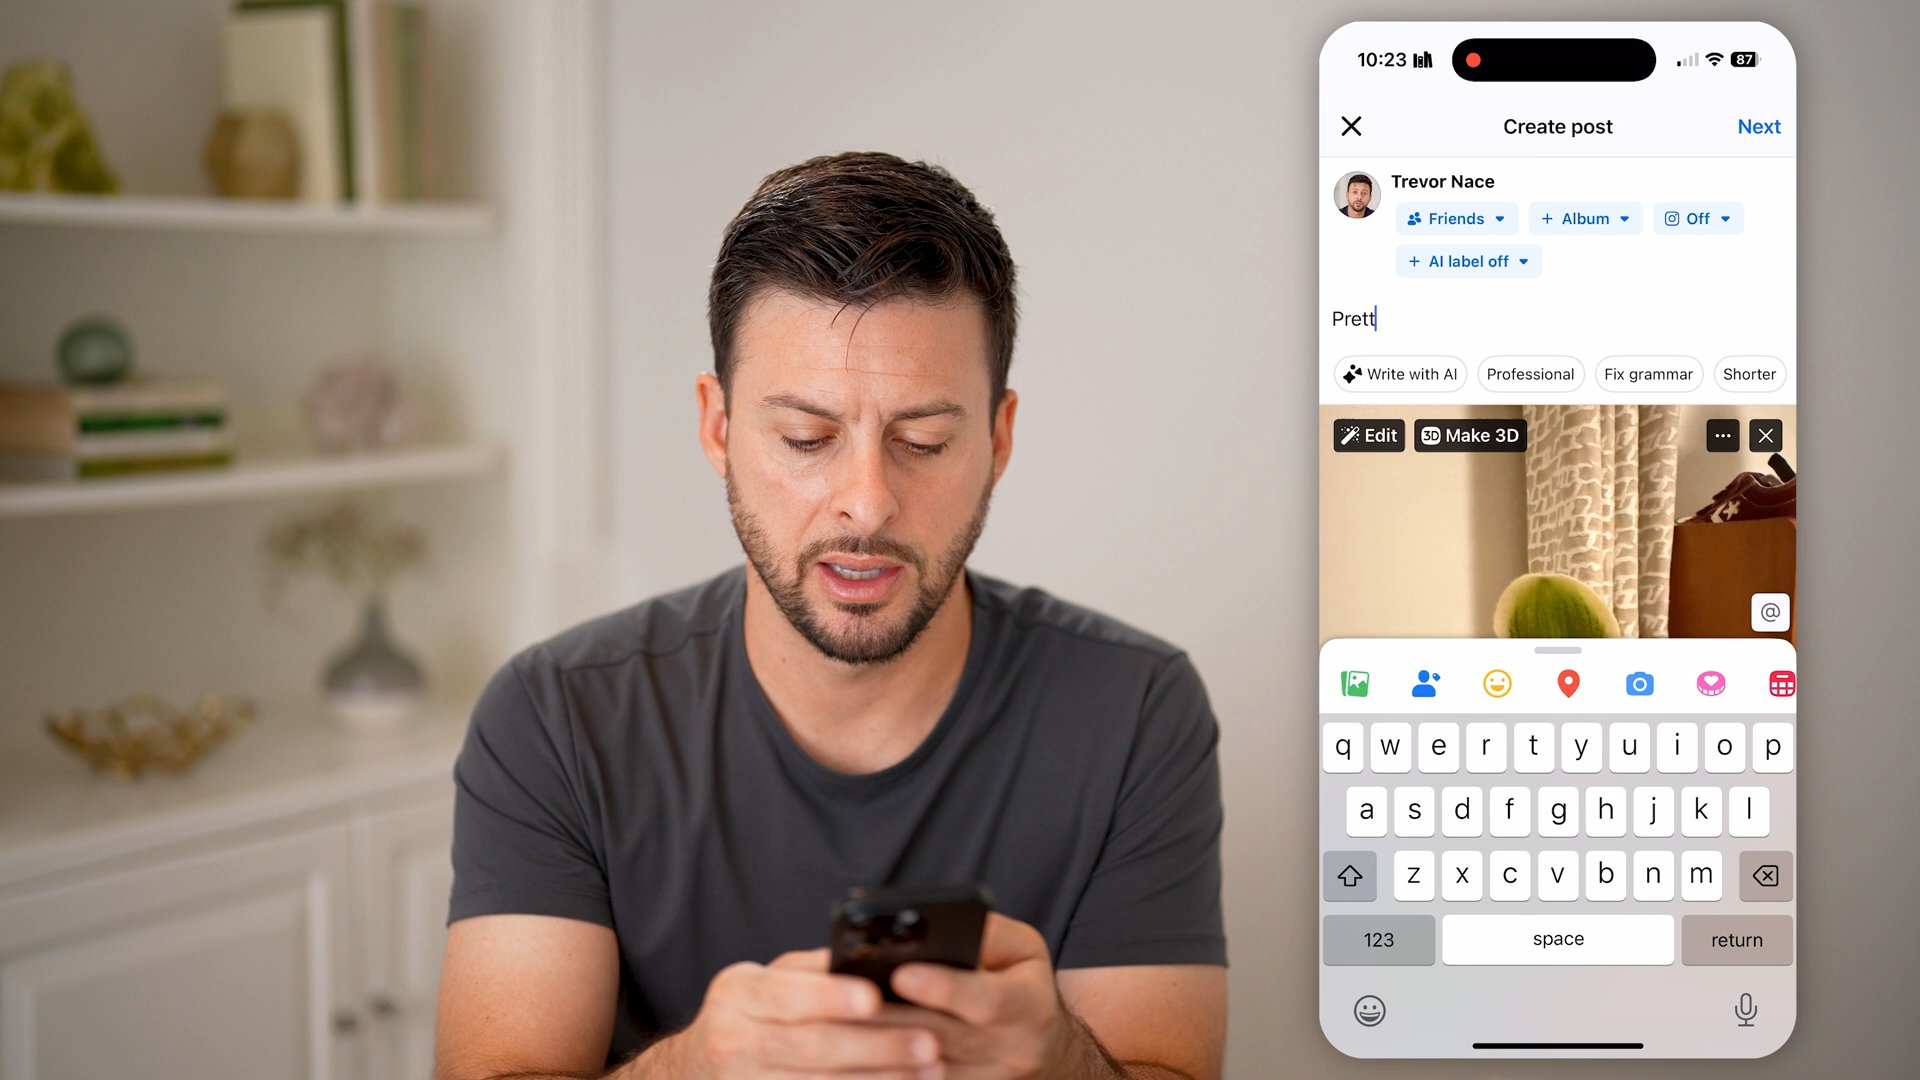 10:23 87
Create post Next
Trevor Nace
Friends + Album Off
+ AI label off
Prett
Write with AI Professional Fix grammar Shorter
Edit 3D Make 3D
@
q w e r t y u i o p
a s d f g h j k l
z x c v b n m
123 space return